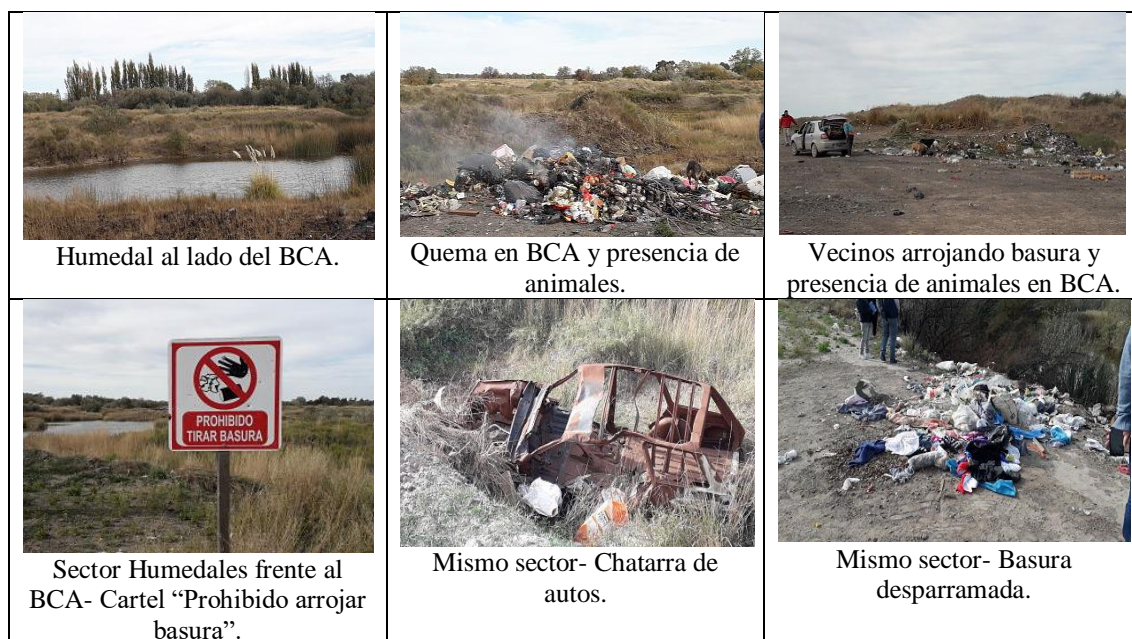 Humedal al lado del BCA.
Quema en BCA y presencia de
animales.
Vecinos arrojando basura y
presencia de animales en BCA.
PROHIBIDO
TIRAR BASURA
Sector Humedales frente al
BCA- Cartel “Prohibido arrojar
basura”.
Mismo sector- Chatarra de
autos.
Mismo sector- Basura
desparramada.